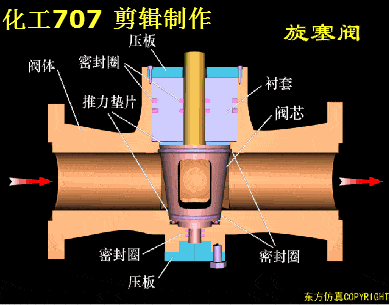 化工707 剪辑制作
旋塞阀
压板
阀体
密封圈
衬套
推力垫片
阀芯
密封圈
密封圈
压板
东方仿真COPYRIGHT